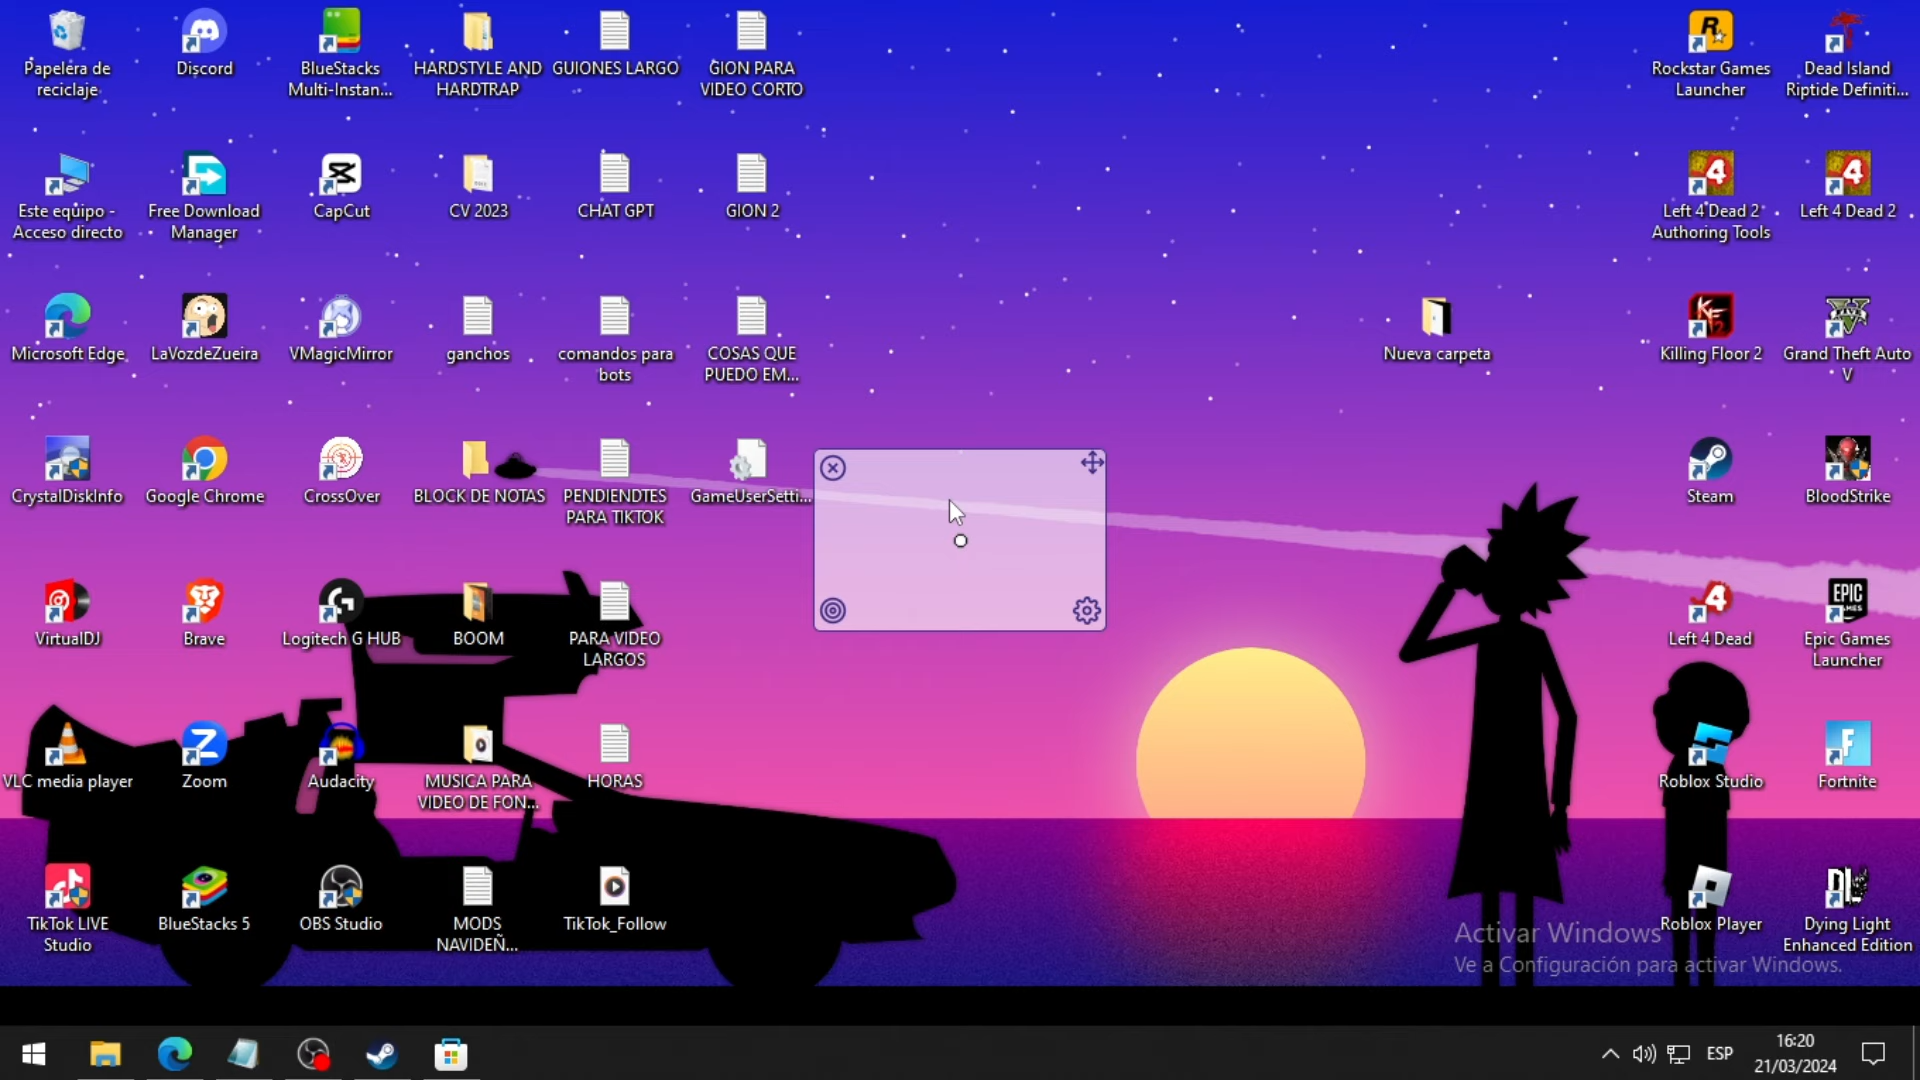 Papelera de
reciclaje
Discord
BlueStacks
Multi-Instan...
HARDSTYLE AND
HARDTRAP
GUIONES LARGO
GION PARA
VIDEO CORTO
Rockstar Games
Launcher
Dead Island
Riptide Definiti...
Este equipo -
Acceso directo
Free Download
Manager
CapCut
CV 2023
CHAT GPT
GION 2
Left 4 Dead 2
Authoring Tools
Left 4 Dead 2
Microsoft Edge
LaVozdeZueira
VMagicMirror
ganchos
comandos para
bots
COSAS QUE
PUEDO EM...
Nueva carpeta
Killing Floor 2
Grand Theft Auto
V
CrystalDiskInfo
Google Chrome
CrossOver
BLOCK DE NOTAS
PENDIENDTES
PARA TIKTOK
GameUserSetti...
Steam
BloodStrike
VirtualDJ
Brave
Logitech G HUB
BOOM
PARA VIDEO
LARGOS
Left 4 Dead
EPIC
GAMES
Epic Games
Launcher
VLC media player
Zoom
Audacity
MUSICA PARA
VIDEO DE FON...
HORAS
Roblox Studio
Fortnite
TikTok LIVE
Studio
BlueStacks 5
OBS Studio
MODS
NAVIDEÑ...
TikTok_Follow
Roblox Player
Dying Light
Enhanced Edition
Activar Windows
Ve a Configuración para activar Windows.
ESP
16:20
21/03/2024